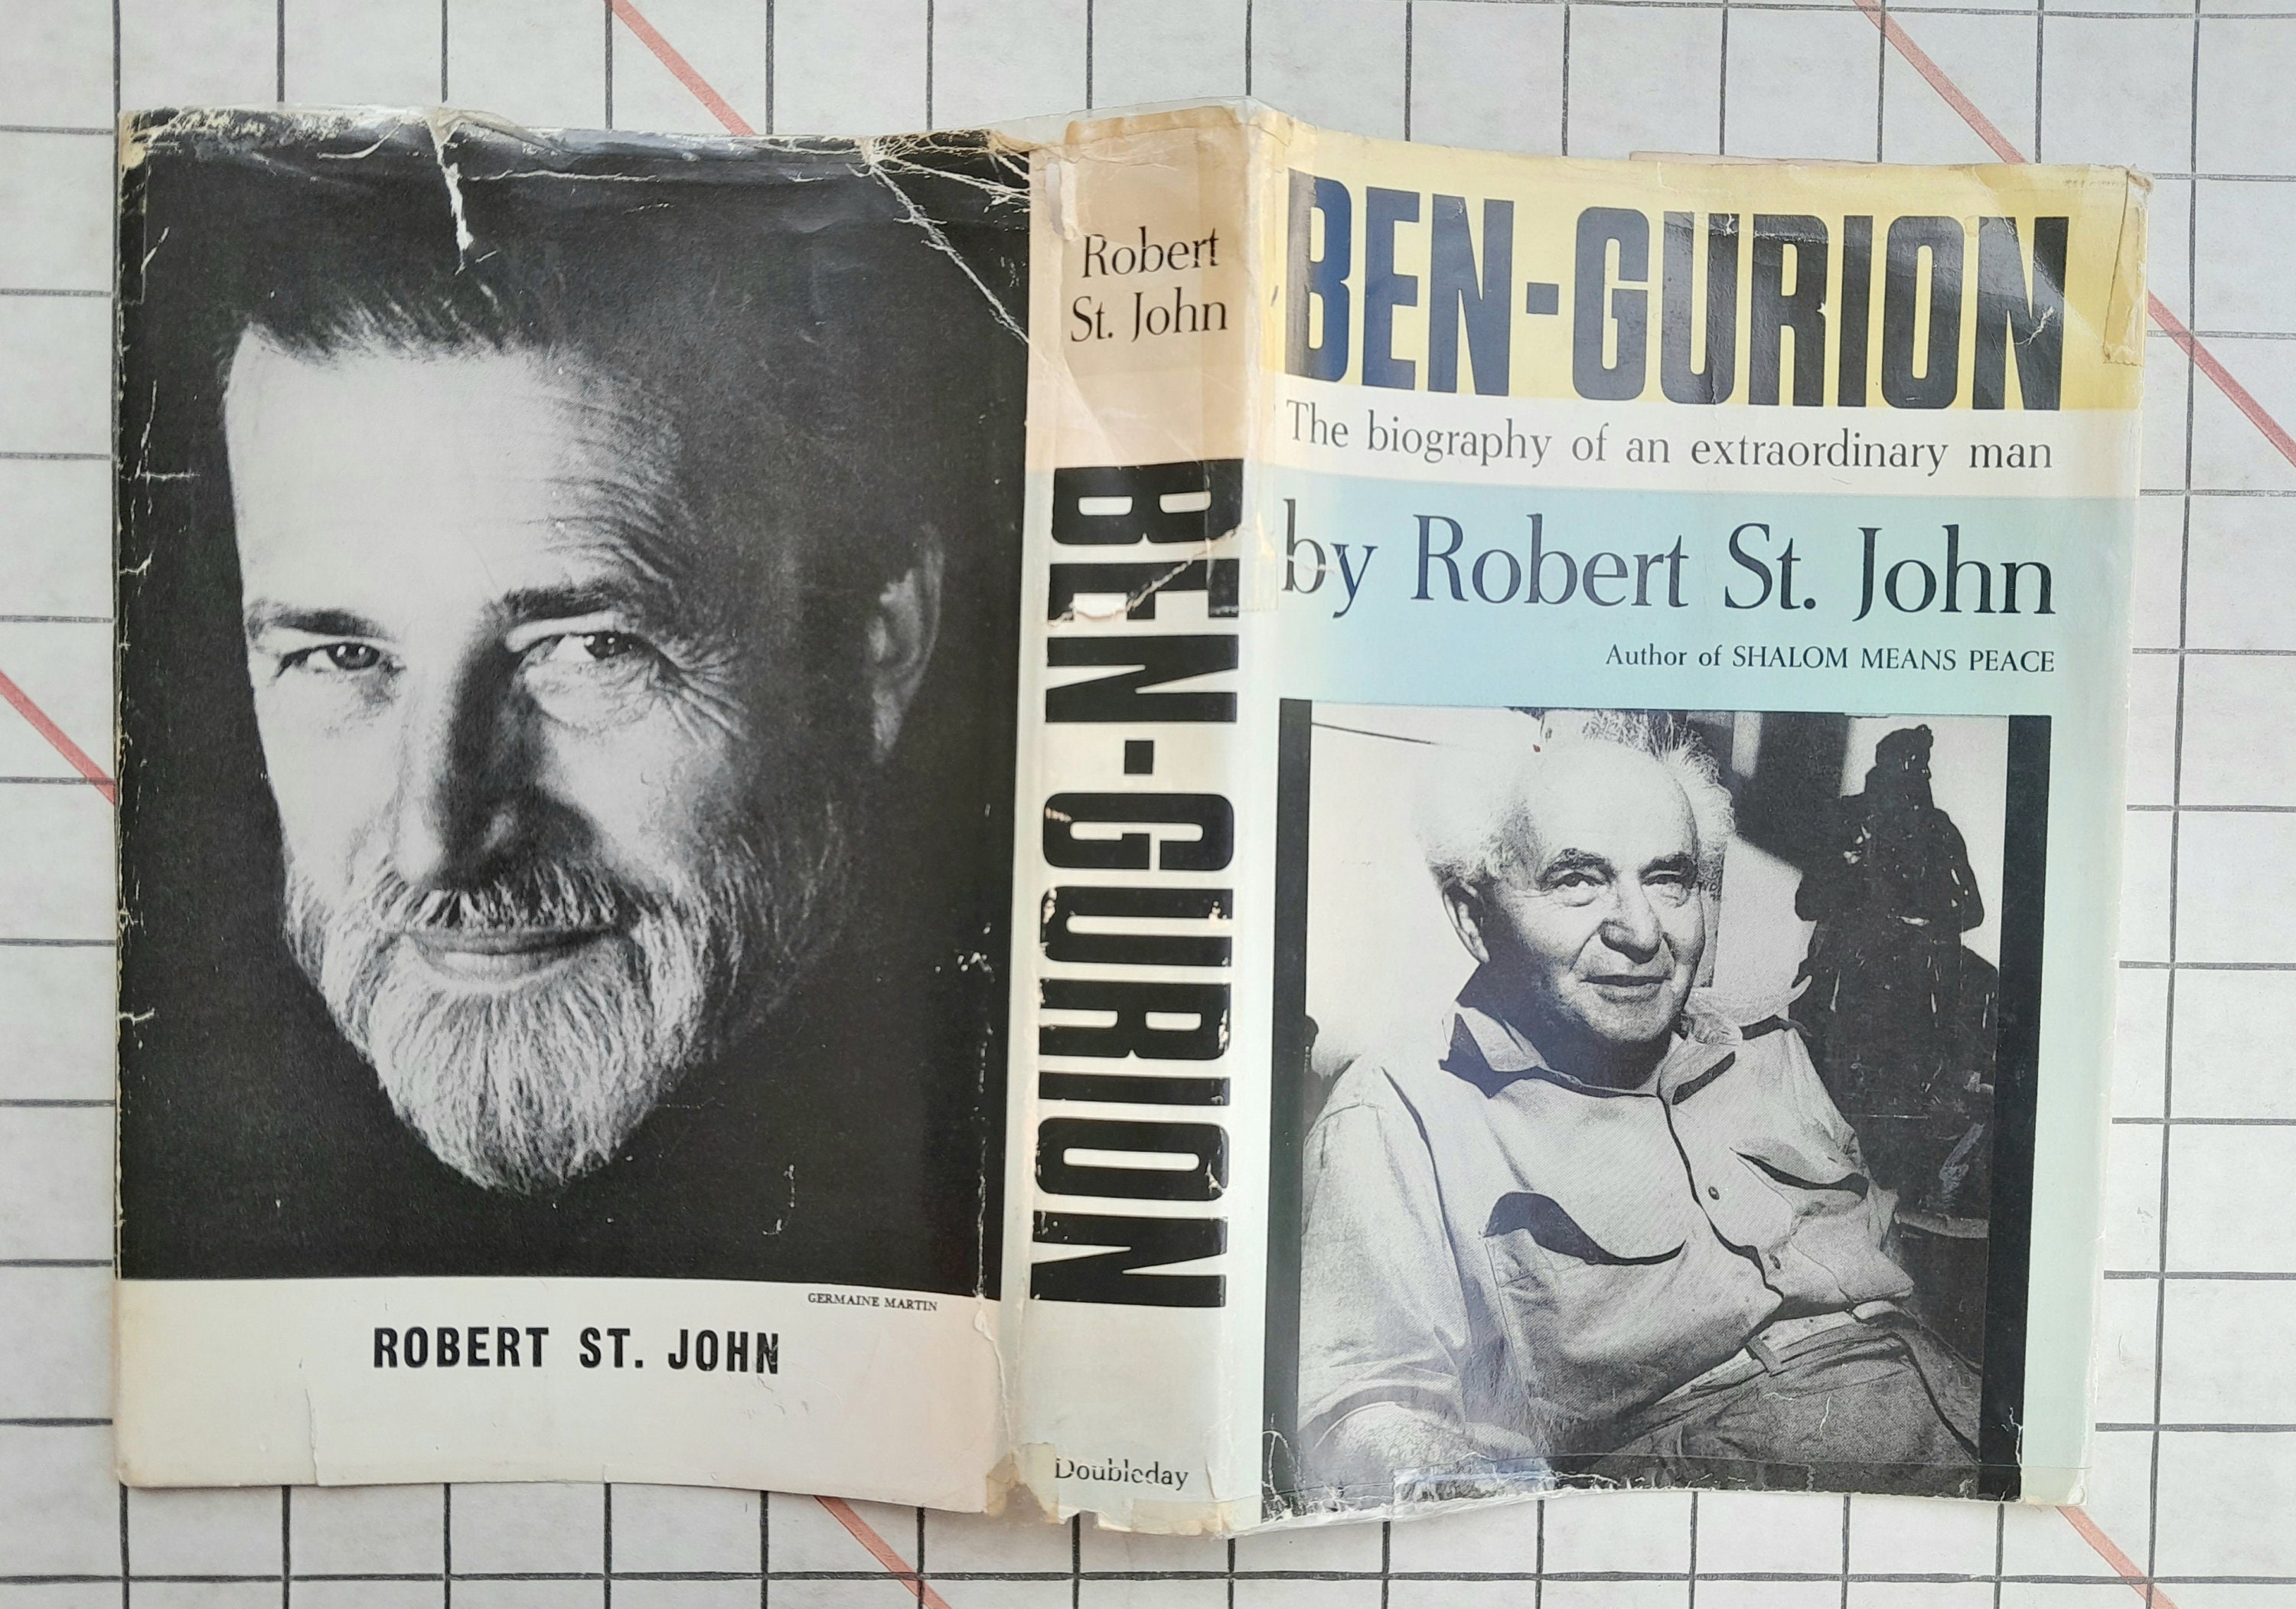 GERMAINE MARTIN
ROBERT ST. JOHN
Robert
St. John
BEN-GURION
Doubleday
BEN-GURION
The biography of an extraordinary man
by Robert St. John
Author of SHALOM MEANS PEACE